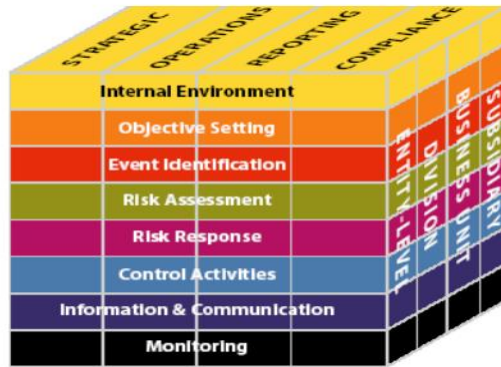 STRATEGIC
OPERATIONS
REPORTING
COMPLIANCE
Internal Environment
Objective Setting
Event Identification
Risk Assessment
Risk Response
Control Activities
Information & Communication
Monitoring
ENTITY-LEVEL
DIVISION
BUSINESS UNIT
SUBSIDIARY